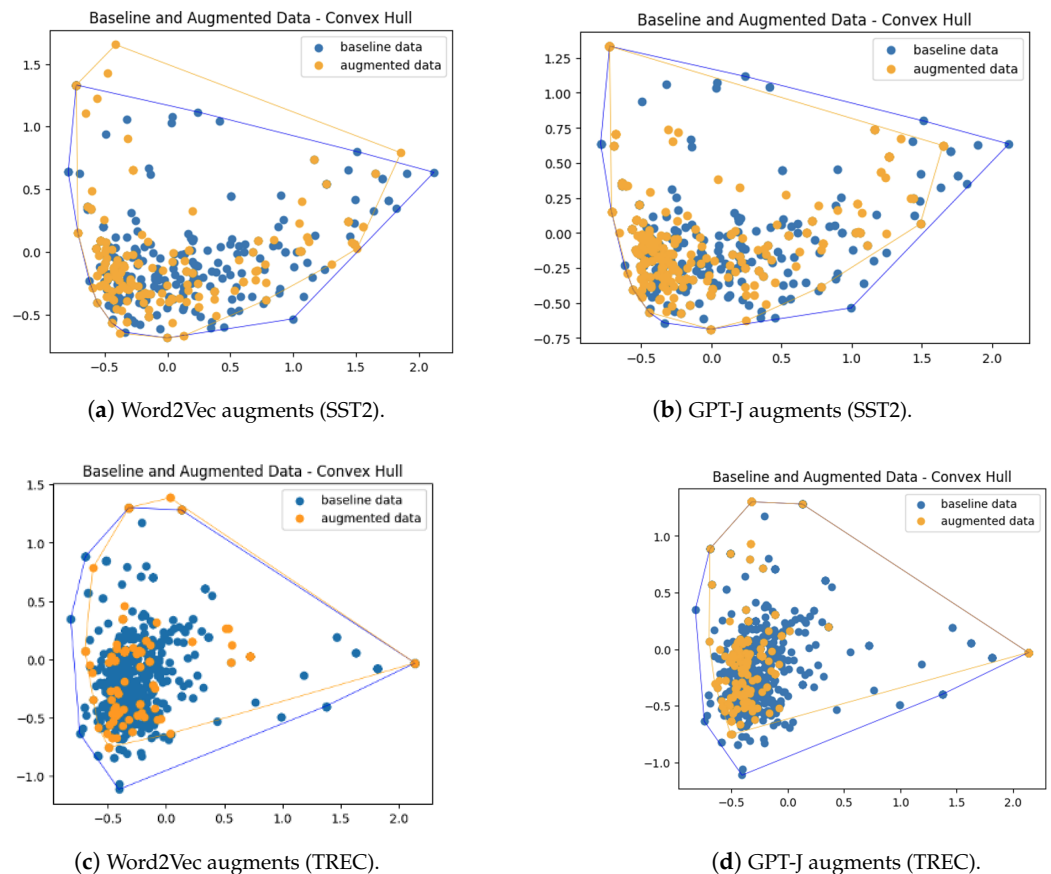 Baseline and Augmented Data - Convex Hull
baseline data
augmented data
1.5
1.0
0.5
0.0
−0.5
−0.5 0.0 0.5 1.0 1.5 2.0
(a) Word2Vec augments (SST2).
Baseline and Augmented Data - Convex Hull
baseline data
augmented data
1.25
1.00
0.75
0.50
0.25
0.00
−0.25
−0.50
−0.75
−0.5 0.0 0.5 1.0 1.5 2.0
(b) GPT-J augments (SST2).
Baseline and Augmented Data - Convex Hull
baseline data
augmented data
1.5
1.0
0.5
0.0
−0.5
−1.0
−0.5 0.0 0.5 1.0 1.5 2.0
(c) Word2Vec augments (TREC).
Baseline and Augmented Data - Convex Hull
baseline data
augmented data
1.0
0.5
0.0
−0.5
−1.0
−0.5 0.0 0.5 1.0 1.5 2.0
(d) GPT-J augments (TREC).